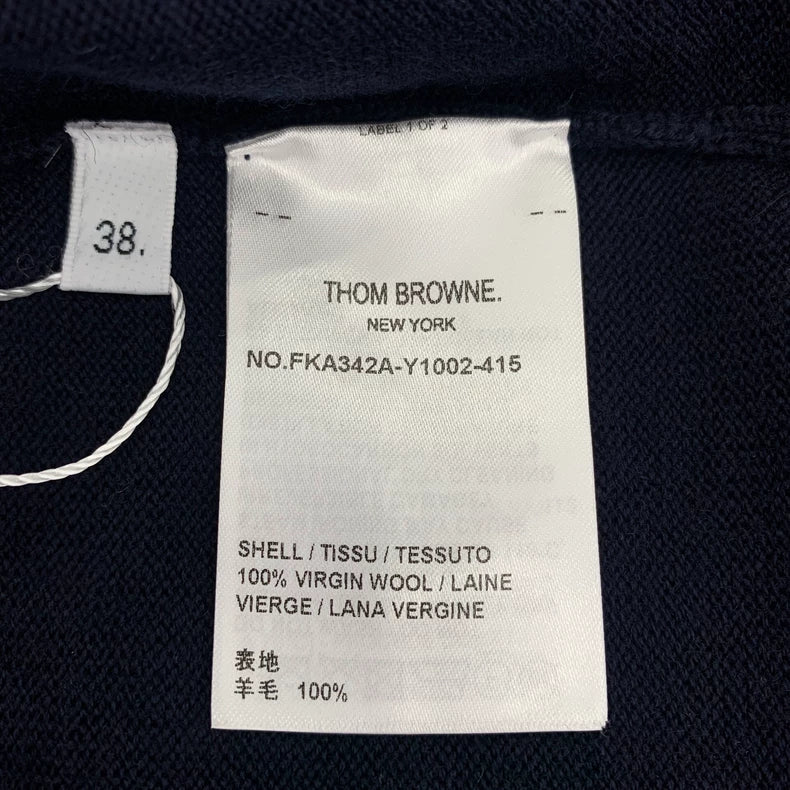 38.
LABEL 1 OF 2
THOM BROWNE.
NEW YORK
NO.FKA342A-Y1002-415
SHELL / TISSU / TESSUTO
100% VIRGIN WOOL / LAINE
VIERGE / LANA VERGINE
表地
羊毛 100%